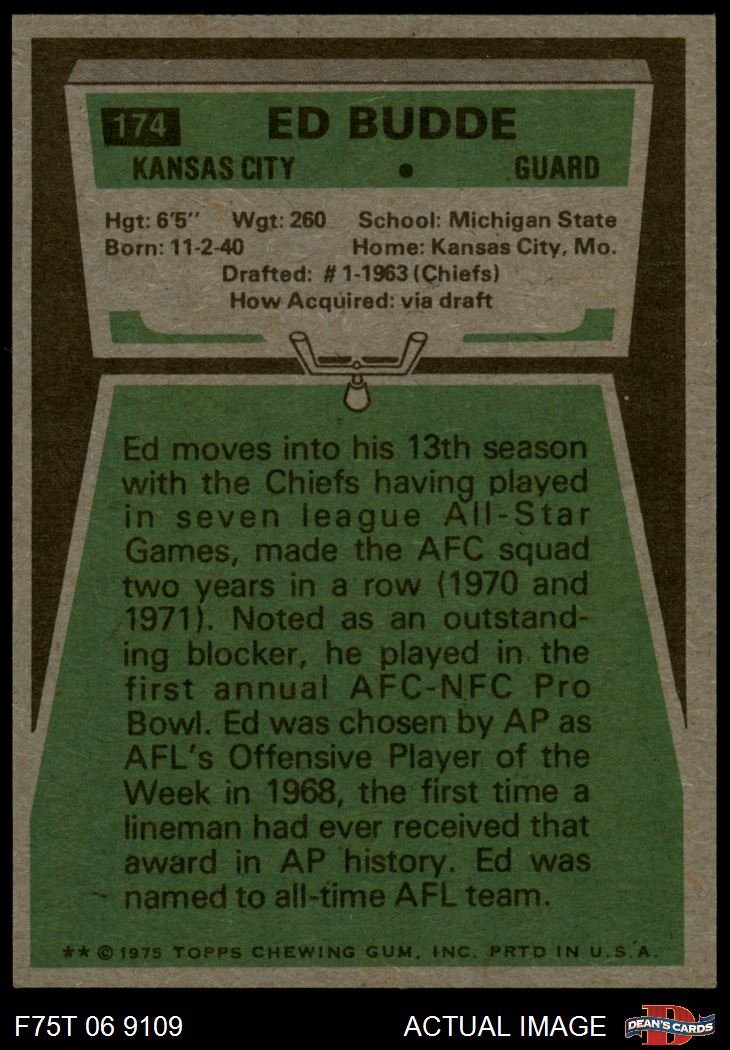 174 ED BUDDE
KANSAS CITY • GUARD
Hgt: 6'5" Wgt: 260 School: Michigan State
Born: 11-2-40 Home: Kansas City, Mo.
Drafted: #1-1963 (Chiefs)
How Acquired: via draft
Ed moves into his 13th season
with the Chiefs having played
in seven league All-Star
Games, made the AFC squad
two years in a row (1970 and
1971). Noted as an outstand-
ing blocker, he played in the
first annual AFC-NFC Pro
Bowl. Ed was chosen by AP as
AFL's Offensive Player of the
Week in 1968, the first time a
lineman had ever received that
award in AP history. Ed was
named to all-time AFL team.
** © 1975 TOPPS CHEWING GUM, INC. PRTD IN U.S.A.
F75T 06 9109 ACTUAL IMAGE D DEAN'S CARDS